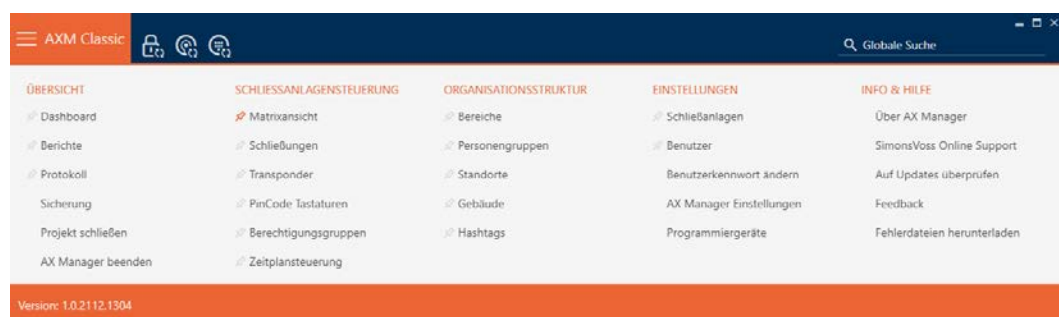 AXM Classic
Globale Suche
ÜBERSICHT
Dashboard
Berichte
Protokoll
Sicherung
Projekt schließen
AX Manager beenden
SCHLIESSANLAGENSTEUERUNG
Matrixansicht
Schließungen
Transponder
PinCode Tastaturen
Berechtigungsgruppen
Zeitplansteuerung
ORGANISATIONSSTRUKTUR
Bereiche
Personengruppen
Standorte
Gebäude
Hashtags
EINSTELLUNGEN
Schließanlagen
Benutzer
Benutzerkennwort ändern
AX Manager Einstellungen
Programmiergeräte
INFO & HILFE
Über AX Manager
SimonsVoss Online Support
Auf Updates überprüfen
Feedback
Fehlerdateien herunterladen
Version: 1.0.2112.1304